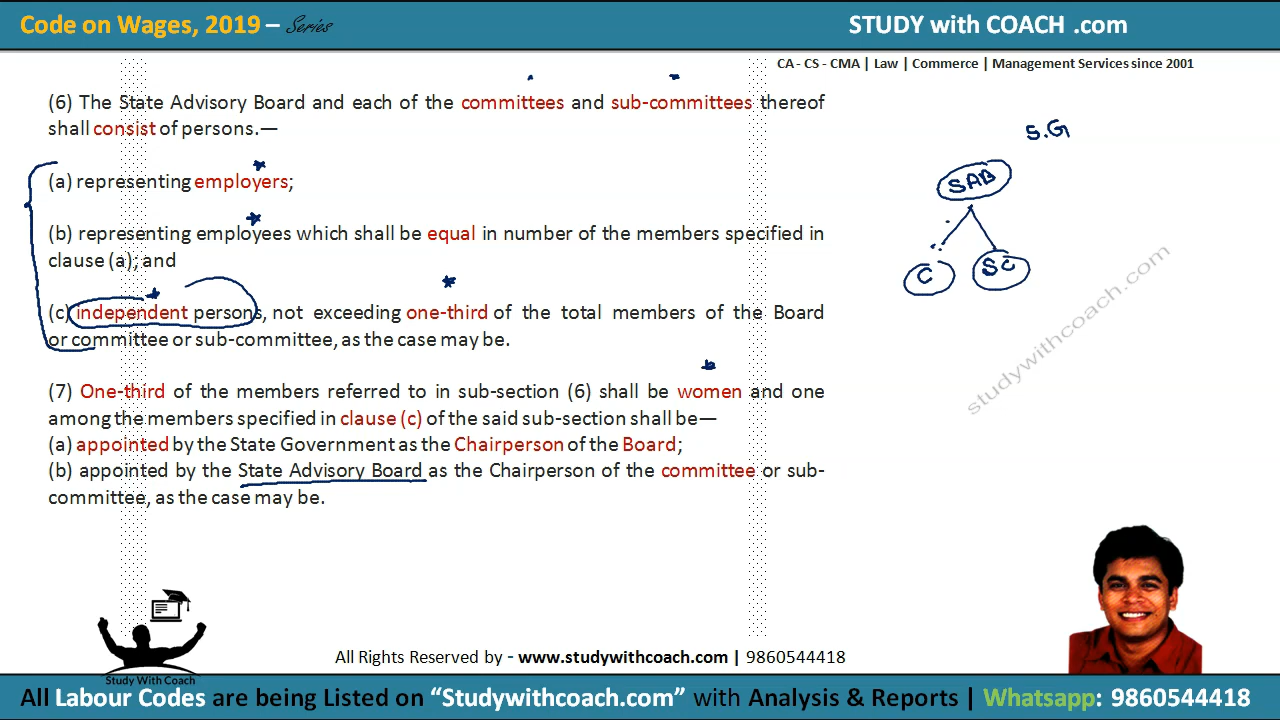 Code on Wages, 2019 – Series
STUDY with COACH .com
CA - CS - CMA | Law | Commerce | Management Services since 2001
(6) The State Advisory Board and each of the committees and sub-committees thereof
shall consist of persons.—
(a) representing employers;
(b) representing employees which shall be equal in number of the members specified in
clause (a); and
(c) independent persons, not exceeding one-third of the total members of the Board
or committee or sub-committee, as the case may be.
(7) One-third of the members referred to in sub-section (6) shall be women and one
among the members specified in clause (c) of the said sub-section shall be—
(a) appointed by the State Government as the Chairperson of the Board;
(b) appointed by the State Advisory Board as the Chairperson of the committee or sub-
committee, as the case may be.
S.G
SAB
C
SC
studywithcoach.com
Study With Coach
All Rights Reserved by - www.studywithcoach.com | 9860544418
All Labour Codes are being Listed on “Studywithcoach.com” with Analysis & Reports | Whatsapp: 9860544418